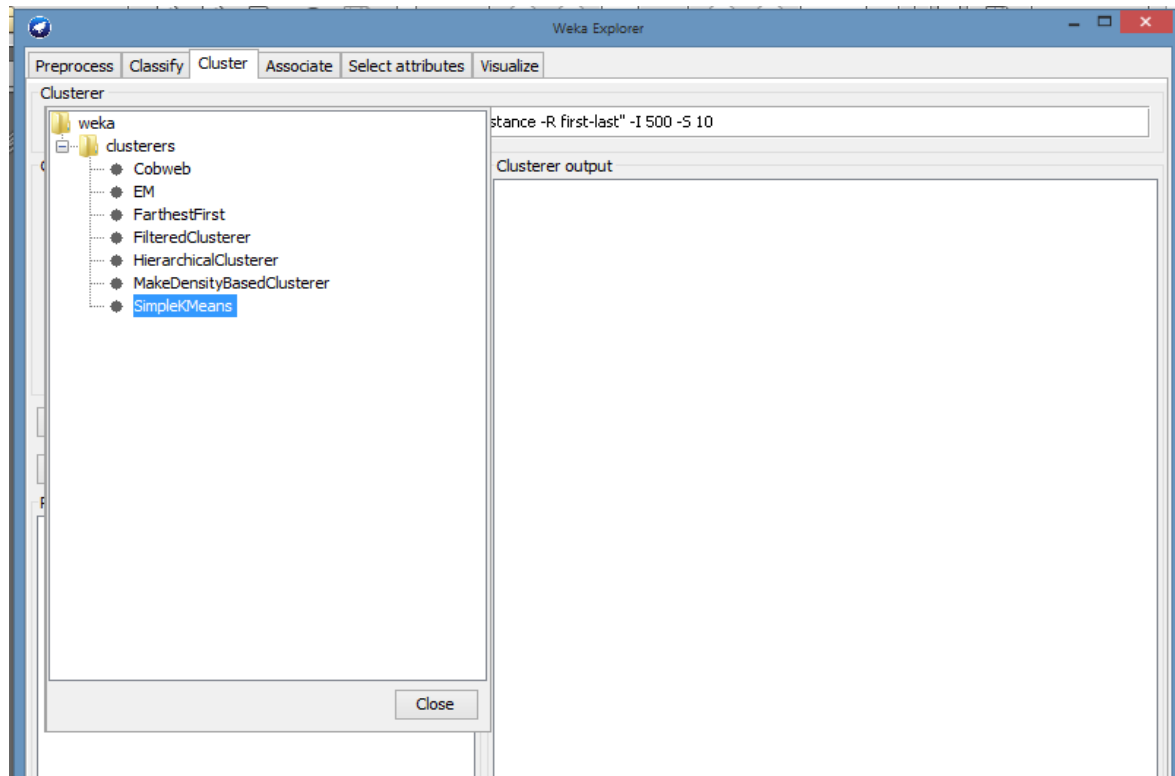 Weka Explorer
Preprocess Classify Cluster Associate Select attributes Visualize
Clusterer
weka
clusterers
Cobweb
EM
FarthestFirst
FilteredClusterer
HierarchicalClusterer
MakeDensityBasedClusterer
SimpleKMeans
Close
stance -R first-last" -I 500 -S 10
Clusterer output